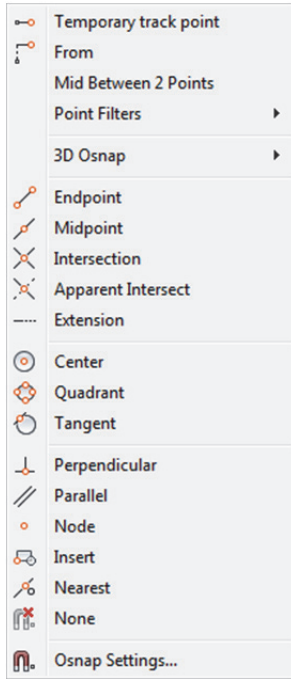 Temporary track point
From
Mid Between 2 Points
Point Filters
3D Osnap
Endpoint
Midpoint
Intersection
Apparent Intersect
Extension
Center
Quadrant
Tangent
Perpendicular
Parallel
Node
Insert
Nearest
None
Osnap Settings...